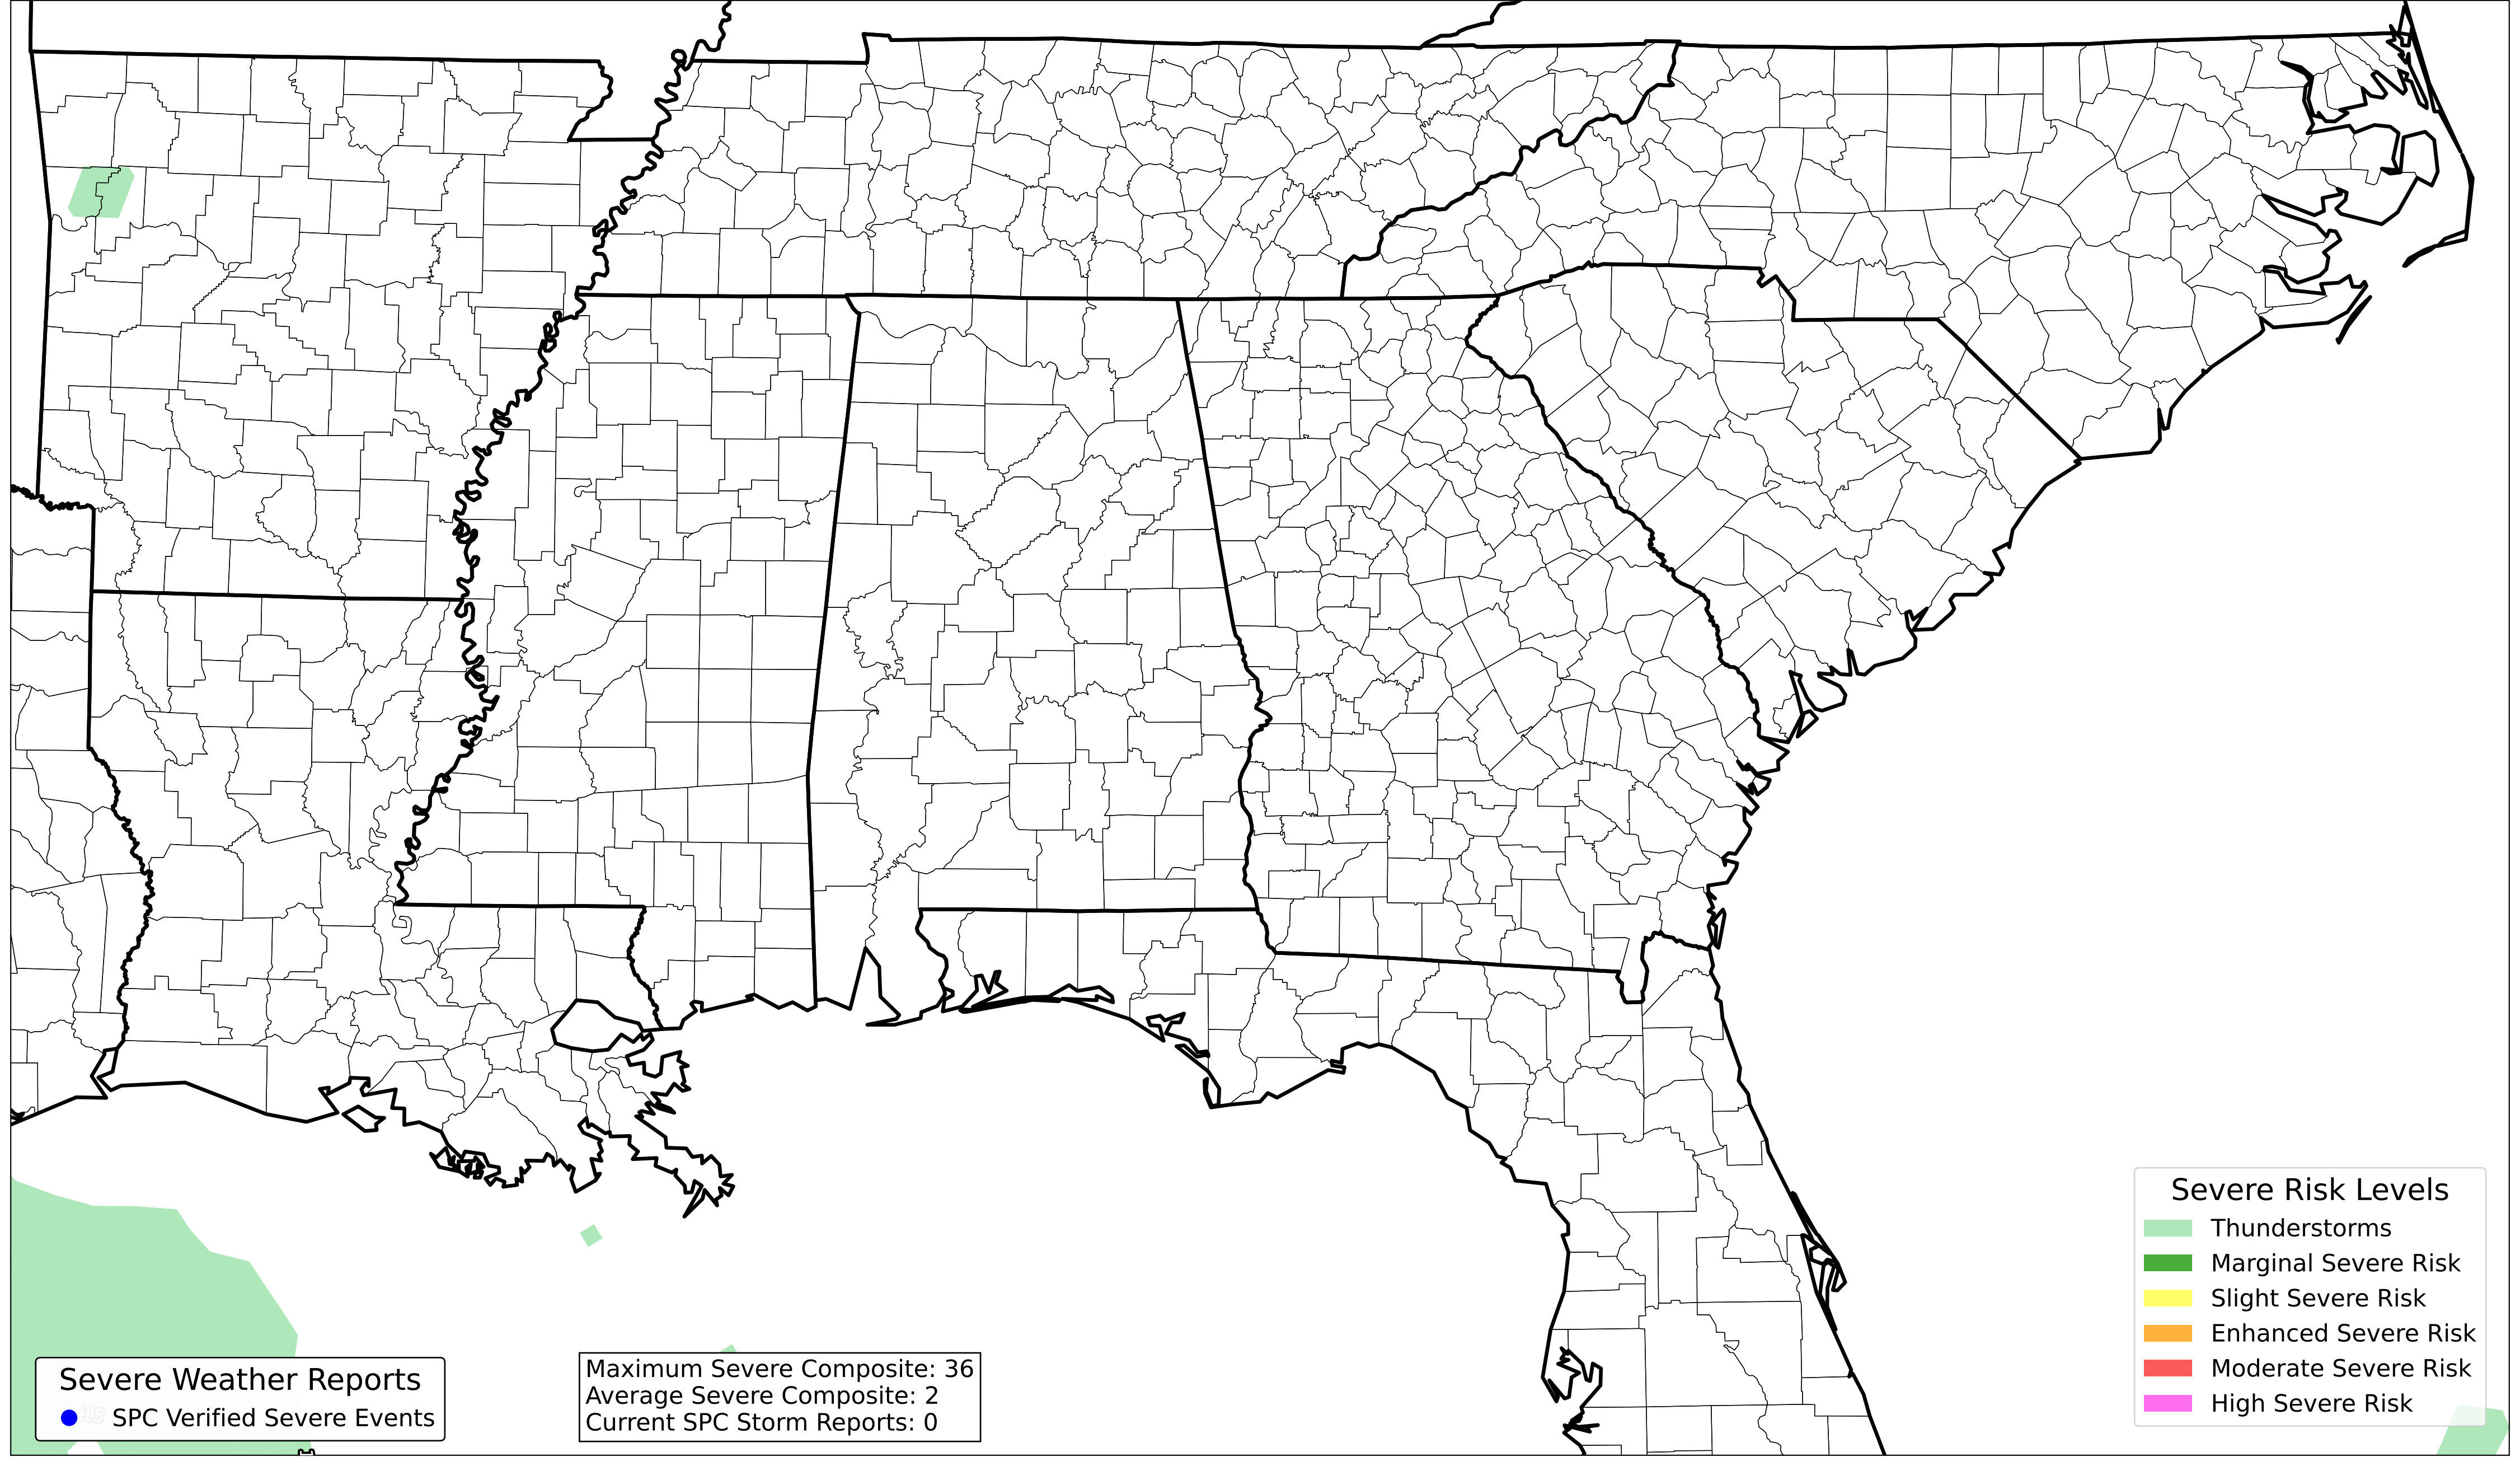 Severe Risk Levels
Thunderstorms
Marginal Severe Risk
Slight Severe Risk
Enhanced Severe Risk
Moderate Severe Risk
High Severe Risk
Severe Weather Reports
SPC Verified Severe Events
Maximum Severe Composite: 36
Average Severe Composite: 2
Current SPC Storm Reports: 0